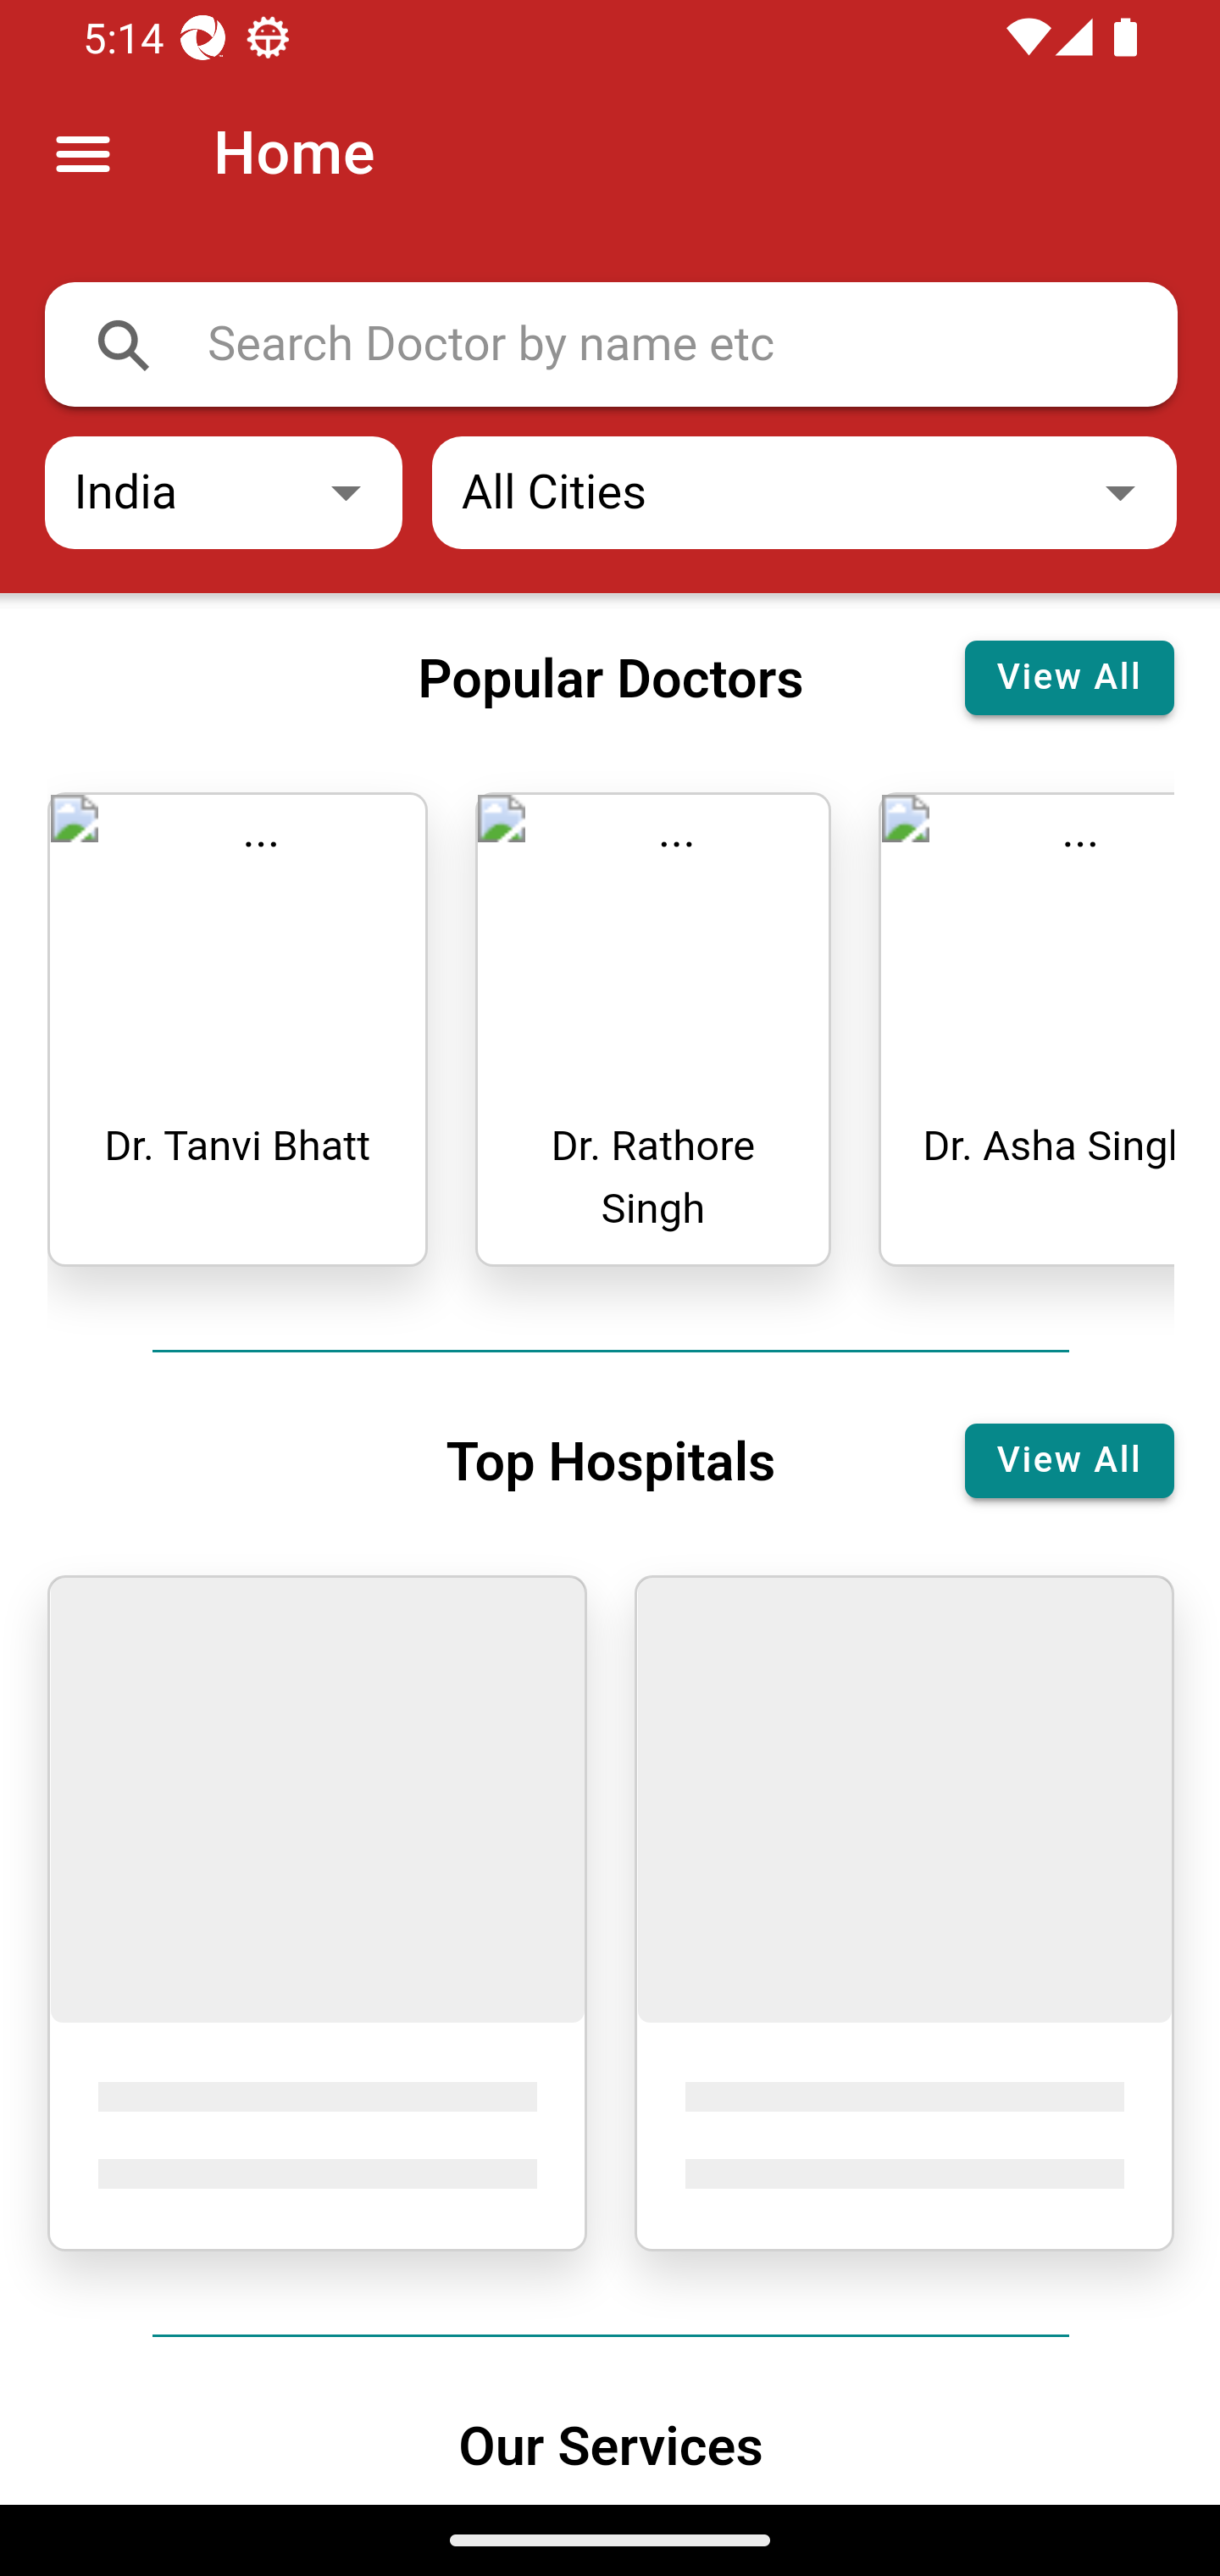 5:14
Home
Search Doctor by name etc
India
All Cities
Popular Doctors
View All
...
...
...
Dr. Tanvi Bhatt
Dr. Rathore
Singh
Dr. Asha Singh
Top Hospitals
View All
Our Services